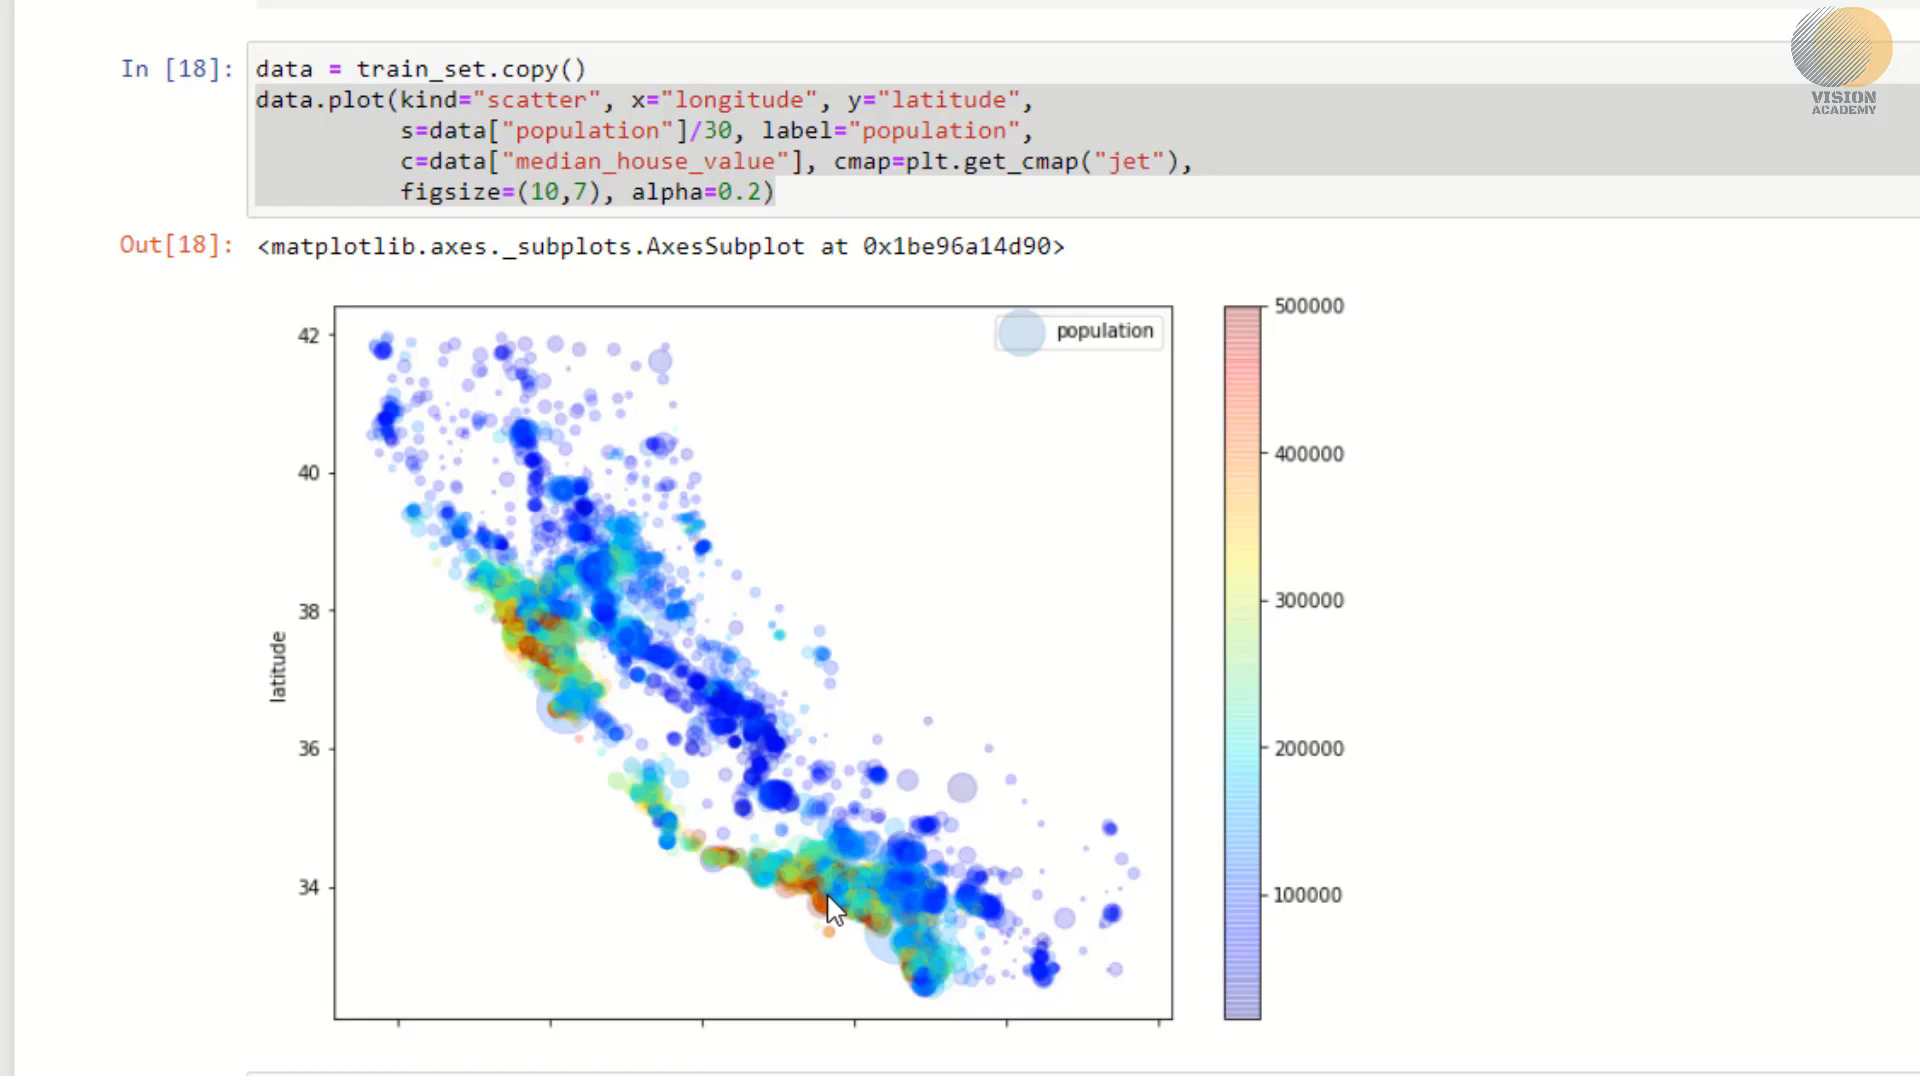 VISION
ACADEMY
In [18]:
data = train_set.copy()
data.plot(kind="scatter", x="longitude", y="latitude",
s=data["population"]/30, label="population",
c=data["median_house_value"], cmap=plt.get_cmap("jet"),
figsize=(10,7), alpha=0.2)
Out[18]:
<matplotlib.axes._subplots.AxesSubplot at 0x1be96a14d90>
population
42
40
38
36
34
latitude
500000
400000
300000
200000
100000